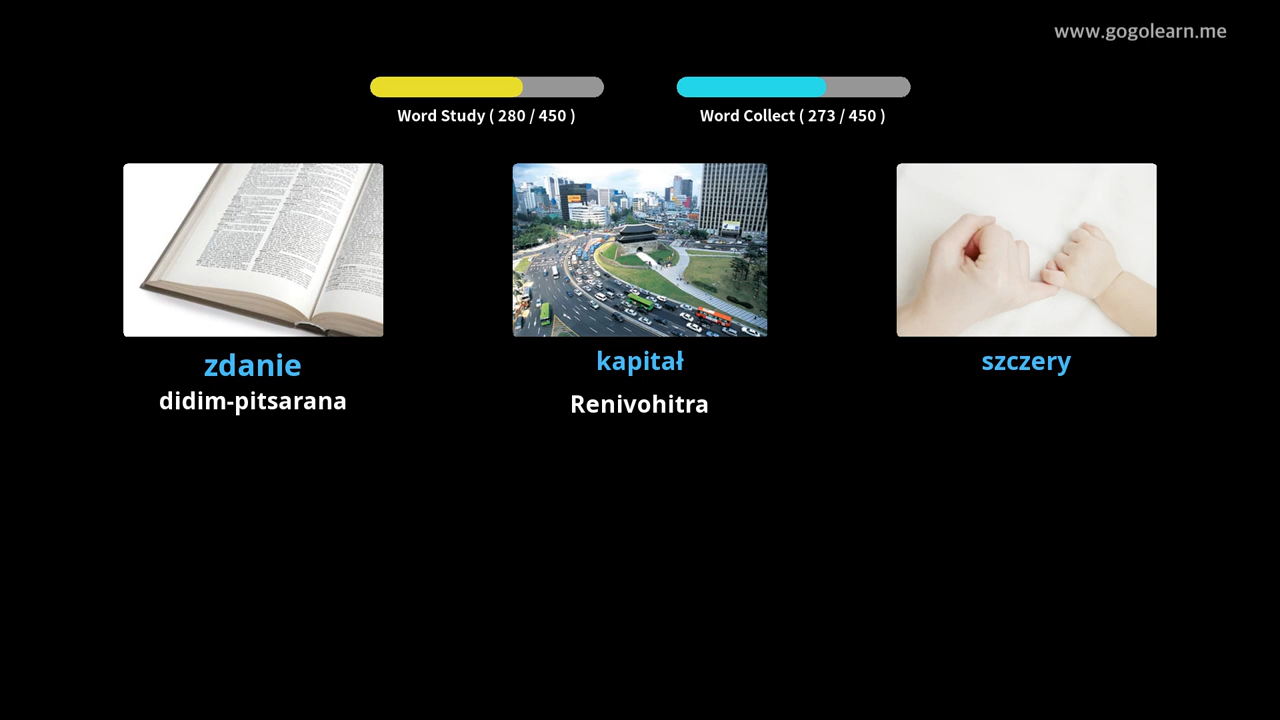 www.gogolearn.me
Word Study ( 280 / 450 )
Word Collect ( 273 / 450 )
zdanie
didim-pitsarana
kapitał
Renivohitra
szczery